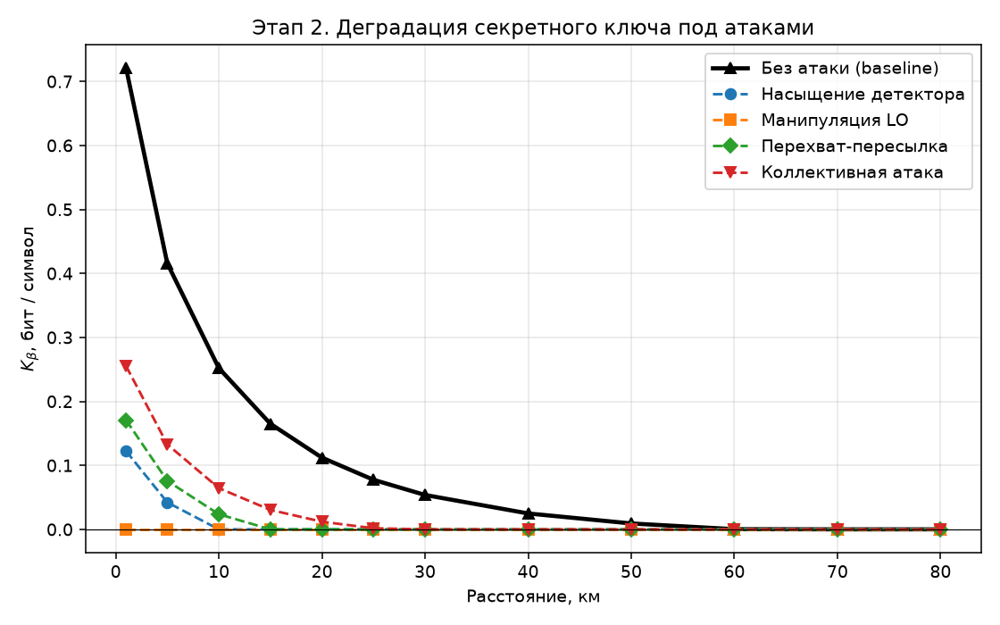 Этап 2. Деградация секретного ключа под атаками
Без атаки (baseline)
Насыщение детектора
Манипуляция LO
Перехват-пересылка
Коллективная атака
0.7
0.6
0.5
0.4
0.3
0.2
0.1
0.0
Kβ, бит / символ
0 10 20 30 40 50 60 70 80
Расстояние, км